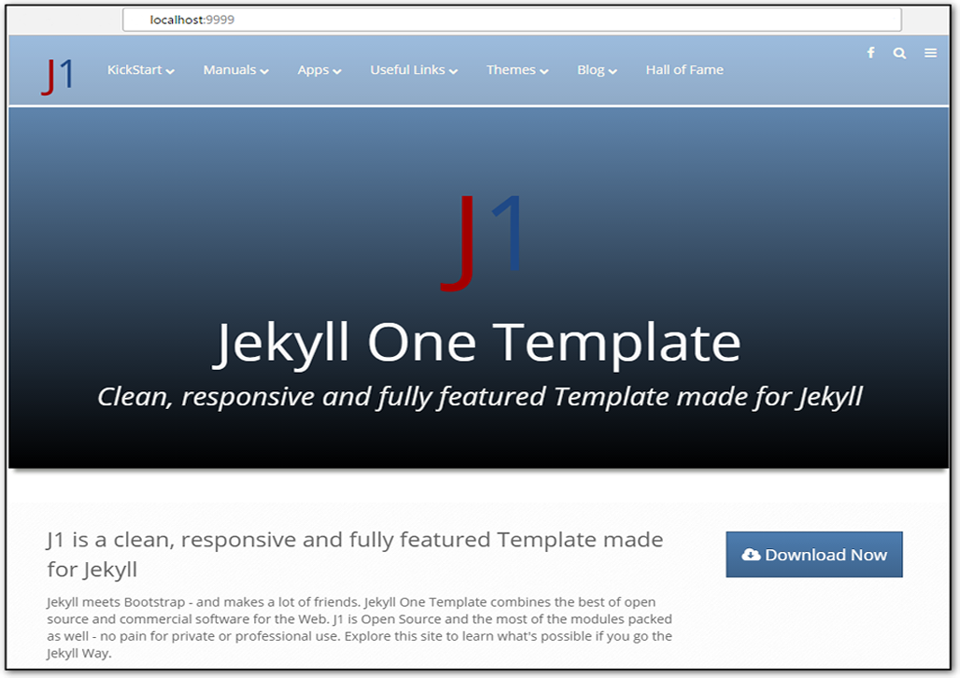 localhost:9999
J1 KickStart Manuals Apps Useful Links Themes Blog Hall of Fame
J1
Jekyll One Template
Clean, responsive and fully featured Template made for Jekyll
J1 is a clean, responsive and fully featured Template made
for Jekyll
Download Now
Jekyll meets Bootstrap - and makes a lot of friends. Jekyll One Template combines the best of open
source and commercial software for the Web. J1 is Open Source and the most of the modules packed
as well - no pain for private or professional use. Explore this site to learn what's possible if you go the
Jekyll Way.